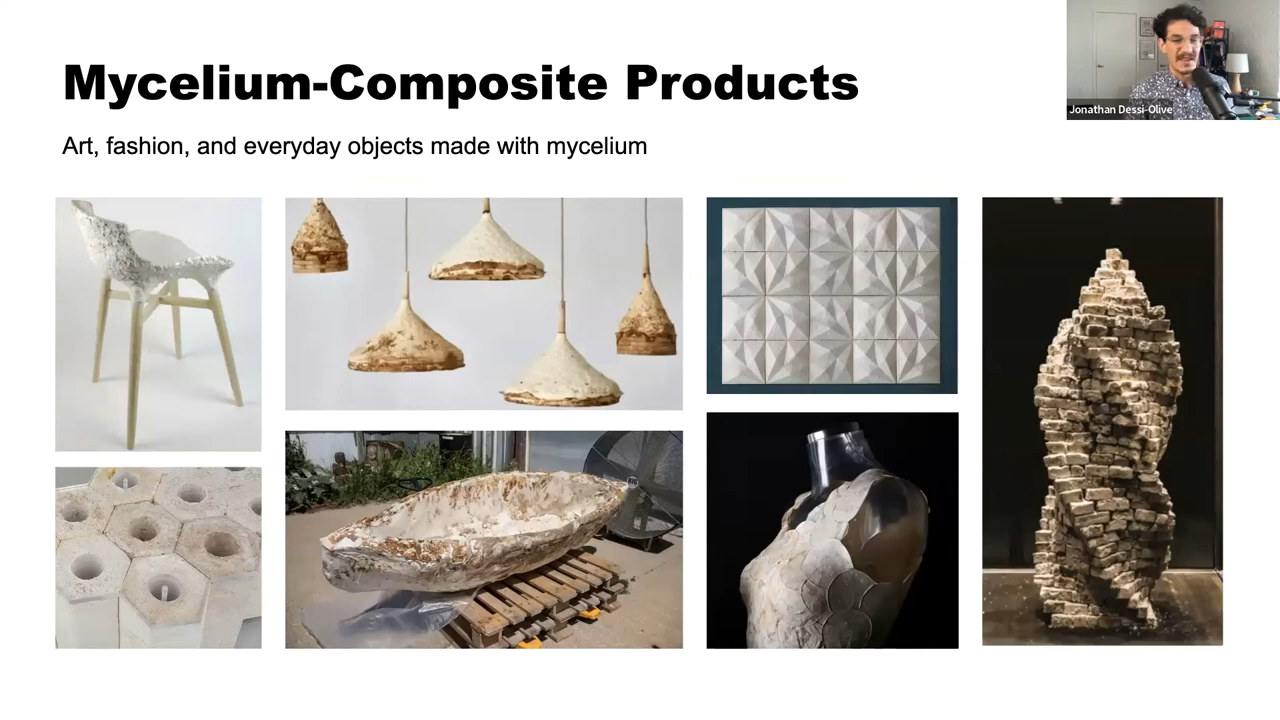 Mycelium-Composite Products
Art, fashion, and everyday objects made with mycelium
Jonathan Dessi-Olive